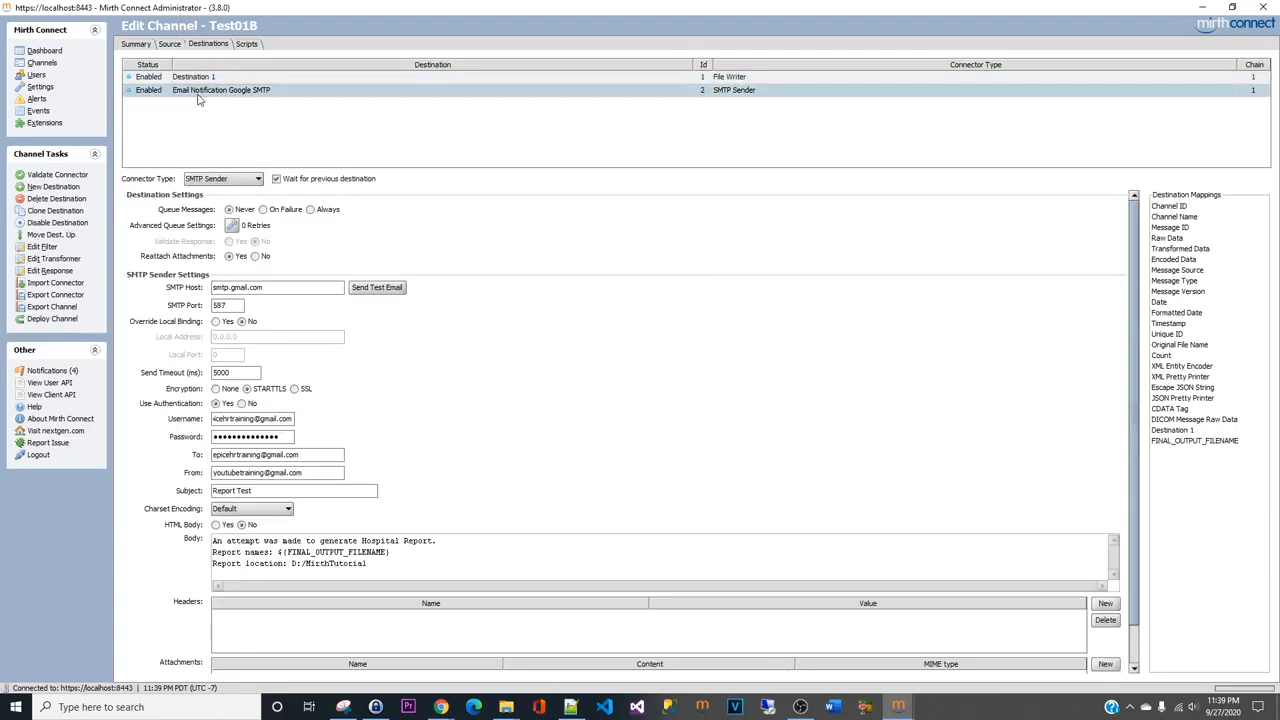 https://localhost:8443 - Mirth Connect Administrator - (3.8.0)
Mirth Connect
Edit Channel - Test01B
mirthconnect
Summary Source Destinations Scripts
Dashboard
Channels
Users
Settings
Alerts
Events
Extensions
Status Destination Id Connector Type Chain
Enabled Destination 1 1 File Writer 1
Enabled Email Notification Google SMTP 2 SMTP Sender 1
Channel Tasks
Validate Connector
New Destination
Delete Destination
Clone Destination
Disable Destination
Move Dest. Up
Edit Filter
Edit Transformer
Edit Response
Import Connector
Export Connector
Export Channel
Deploy Channel
Other
Notifications (4)
View User API
View Client API
Help
About Mirth Connect
Visit nextgen.com
Report Issue
Logout
Connector Type: SMTP Sender Wait for previous destination
Destination Settings
Queue Messages: Never On Failure Always
Advanced Queue Settings: 0 Retries
Validate Response: Yes No
Reattach Attachments: Yes No
SMTP Sender Settings
SMTP Host: smtp.gmail.com Send Test Email
SMTP Port: 587
Override Local Binding: Yes No
Local Address: 0.0.0.0
Local Port: 0
Send Timeout (ms): 5000
Encryption: None STARTTLS SSL
Use Authentication: Yes No
Username: icehrtraining@gmail.com
Password: ••••••••••••••
To: epicehrtraining@gmail.com
From: youtubetraining@gmail.com
Subject: Report Test
Charset Encoding: Default
HTML Body: Yes No
Body: An attempt was made to generate Hospital Report.
Report names: ${FINAL_OUTPUT_FILENAME}
Report location: D:/MirthTutorial
Headers: Name Value New
Delete
Attachments: Name Content MIME type New
Destination Mappings
Channel ID
Channel Name
Message ID
Raw Data
Transformed Data
Encoded Data
Message Source
Message Type
Message Version
Date
Formatted Date
Timestamp
Unique ID
Original File Name
Count
XML Entity Encoder
XML Pretty Printer
Escape JSON String
JSON Pretty Printer
CDATA Tag
DICOM Message Raw Data
Destination 1
FINAL_OUTPUT_FILENAME
Connected to: https://localhost:8443 | 11:39 PM PDT (UTC -7)
Type here to search
11:39 PM
9/27/2020